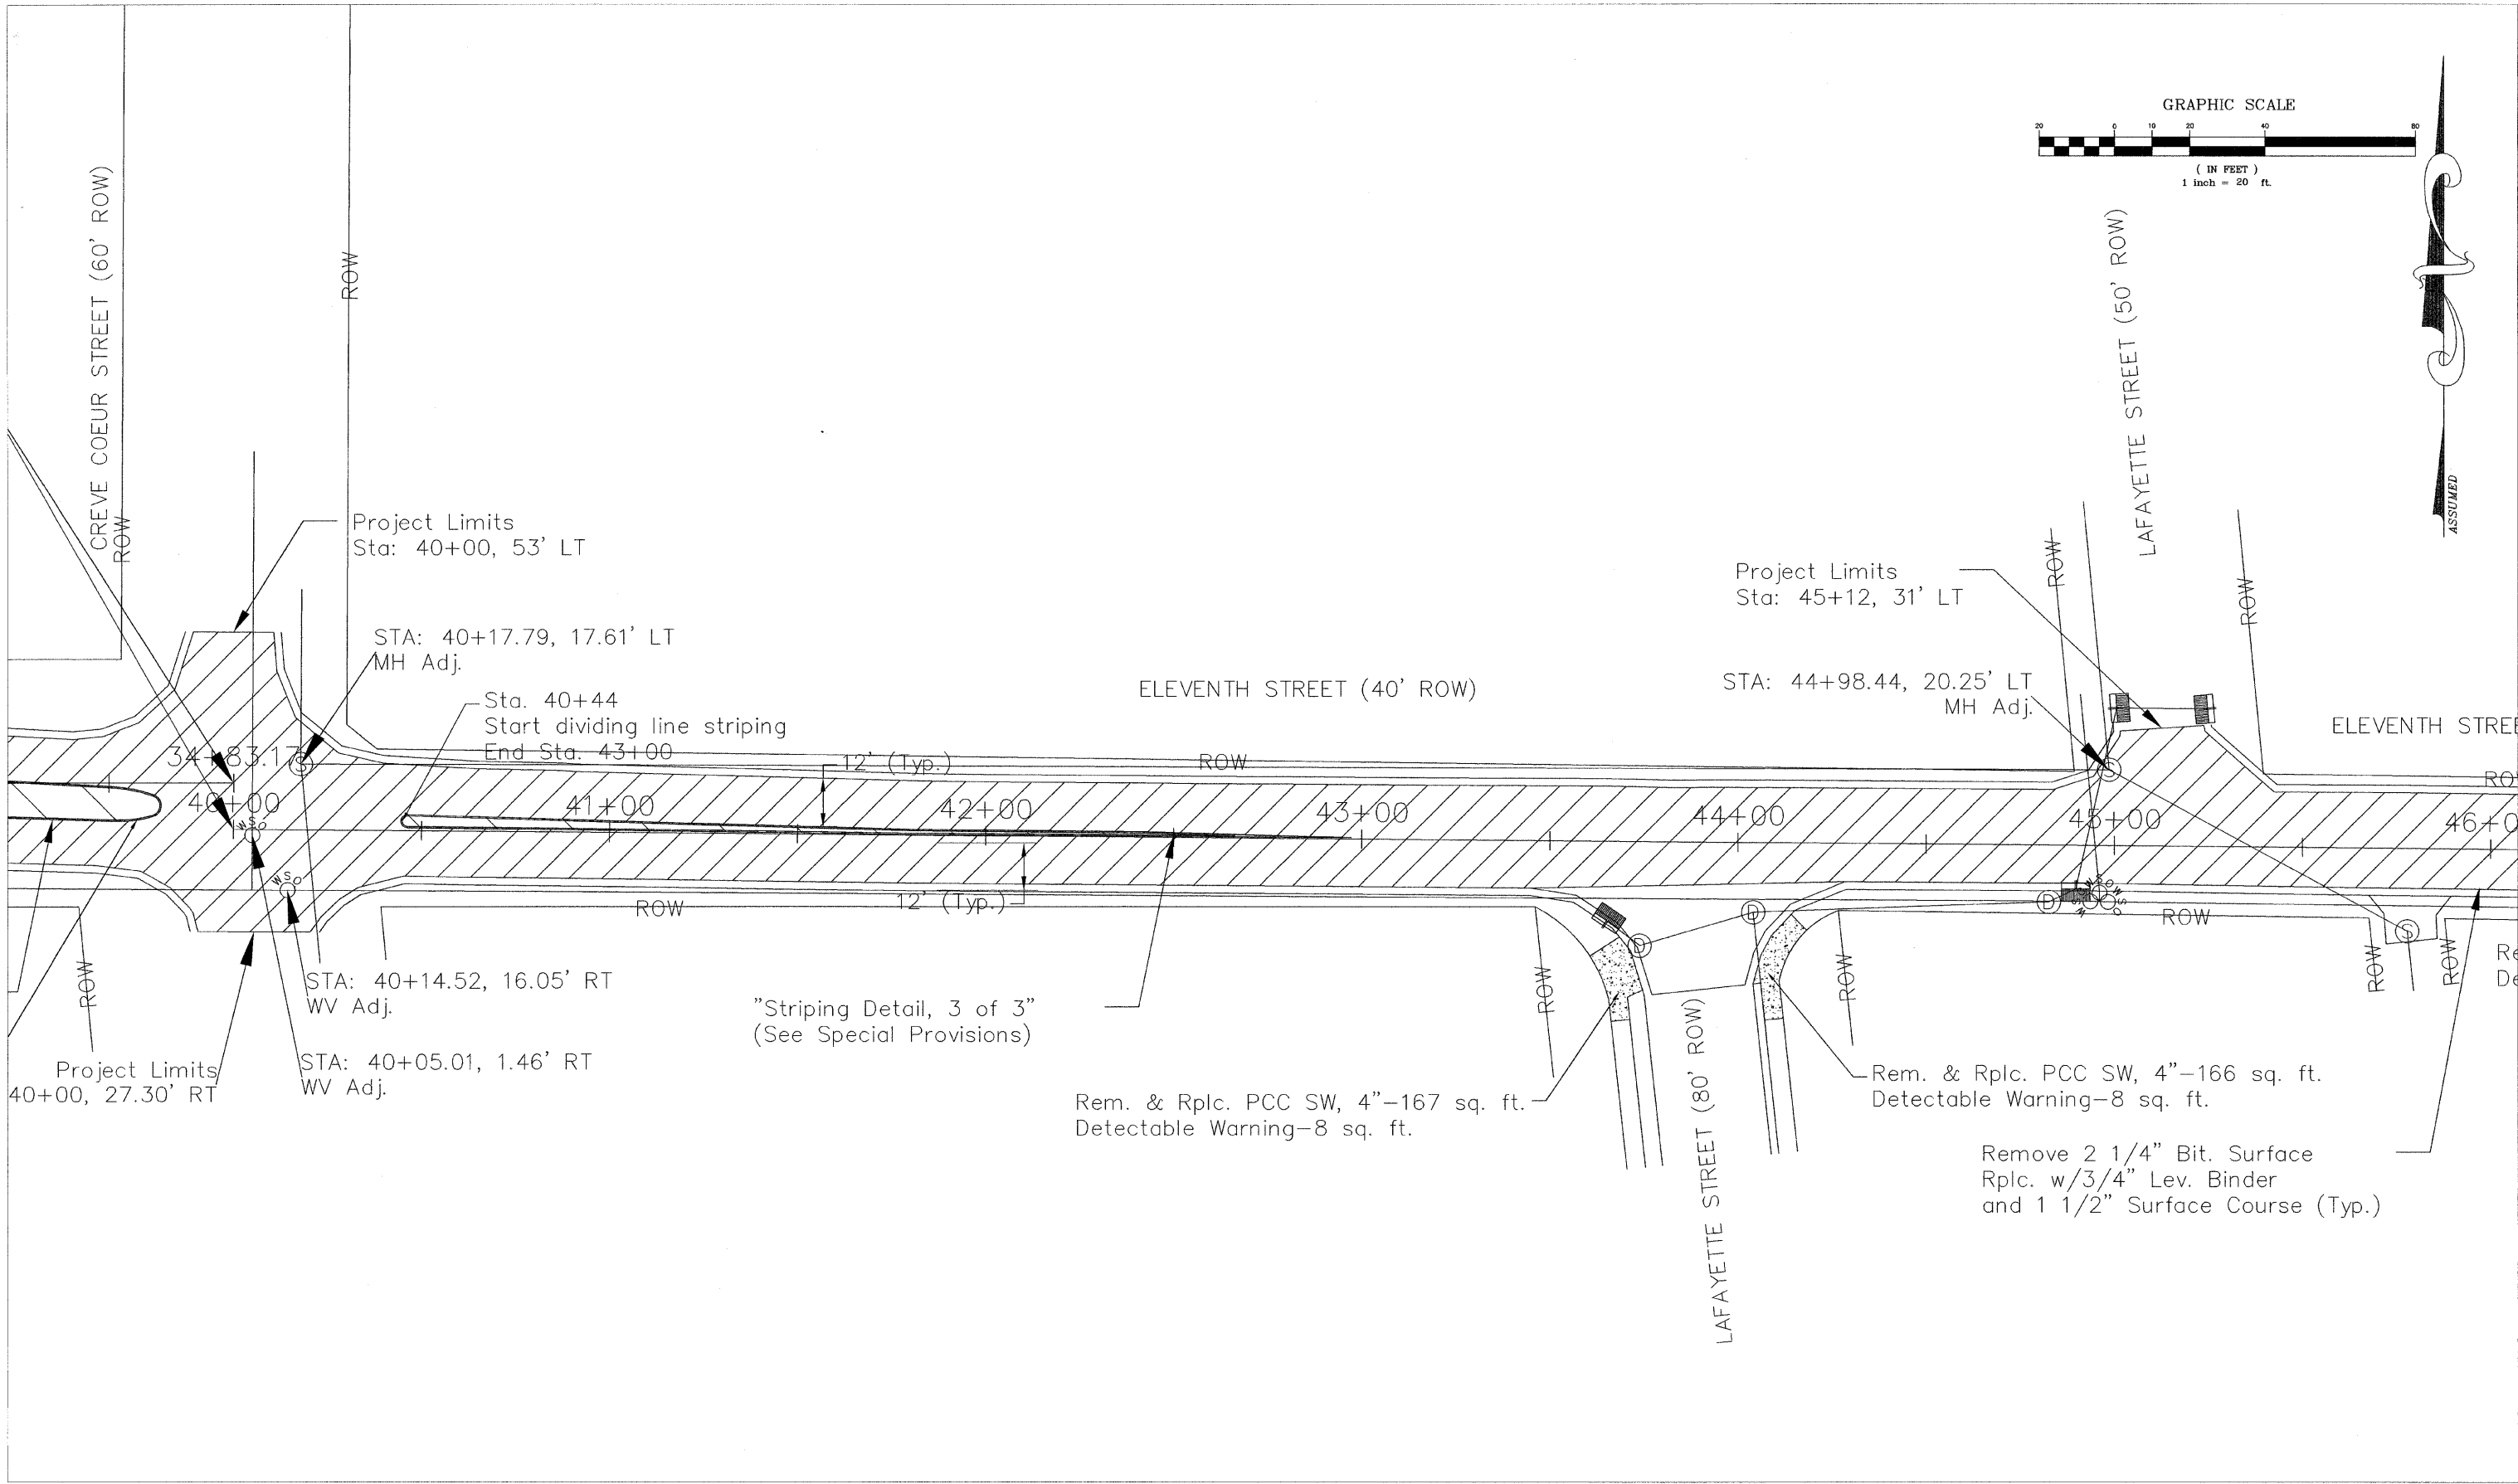 GRAPHIC SCALE
20 0 10 20 40 80
( IN FEET )
1 inch = 20 ft.
ASSUMED
CREVE COEUR STREET (60' ROW)
ROW
ROW
LAFAYETTE STREET (50' ROW)
ROW
ROW
Project Limits
Sta: 40+00, 53' LT
STA: 40+17.79, 17.61' LT
MH Adj.
Sta. 40+44
Start dividing line striping
End Sta. 43+00
Project Limits
Sta: 45+12, 31' LT
STA: 44+98.44, 20.25' LT
MH Adj.
ELEVENTH STREET (40' ROW)
ELEVENTH STREE
34+83.17
S
12' (Typ.)
ROW
S
RO
40+00
41+00
42+00
43+00
44+00
45+00
46+0
WSO
WSO
12' (Typ.)
ROW
D
D
D
WSO
WSO
ROW
S
ROW
ROW
ROW
ROW
ROW
Re
De
STA: 40+14.52, 16.05' RT
WV Adj.
STA: 40+05.01, 1.46' RT
WV Adj.
Project Limits
40+00, 27.30' RT
"Striping Detail, 3 of 3"
(See Special Provisions)
Rem. & Rplc. PCC SW, 4"-167 sq. ft.
Detectable Warning-8 sq. ft.
LAFAYETTE STREET (80' ROW)
Rem. & Rplc. PCC SW, 4"-166 sq. ft.
Detectable Warning-8 sq. ft.
Remove 2 1/4" Bit. Surface
Rplc. w/3/4" Lev. Binder
and 1 1/2" Surface Course (Typ.)